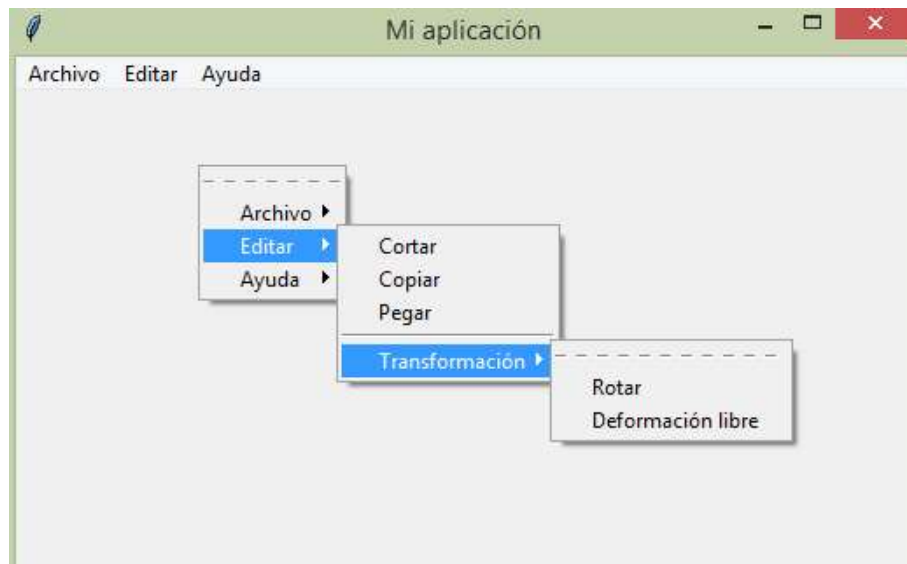 Mi aplicación
Archivo Editar Ayuda
Archivo
Editar
Ayuda
Cortar
Copiar
Pegar
Transformación
Rotar
Deformación libre